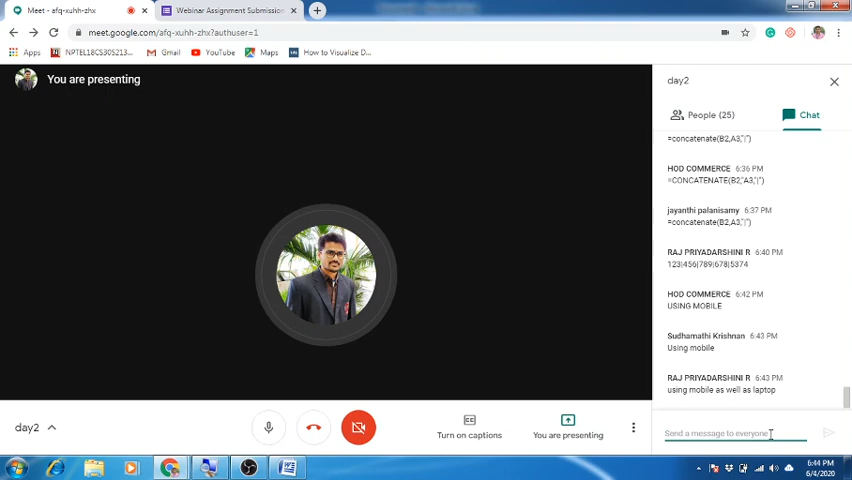 Meet - afq-xuhh-zhx
Webinar Assignment Submission
meet.google.com/afq-xuhh-zhx?authuser=1
Apps
NPTEL18CS30S213...
Gmail
YouTube
Maps
How to Visualize D...
You are presenting
day2
People (25)
Chat
=concatenate(B2,A3,"|")
HOD COMMERCE 6:36 PM
=CONCATENATE(B2,"A3,"|")
jayanthi palanisamy 6:37 PM
=concatenate(B2,A3,"|")
RAJ PRIYADARSHINI R 6:40 PM
123|456|789|678|5374
HOD COMMERCE 6:42 PM
USING MOBILE
Sudhamathi Krishnan 6:43 PM
Using mobile
RAJ PRIYADARSHINI R 6:43 PM
using mobile as well as laptop
Send a message to everyone
day2
Turn on captions
You are presenting
6:44 PM
6/4/2020